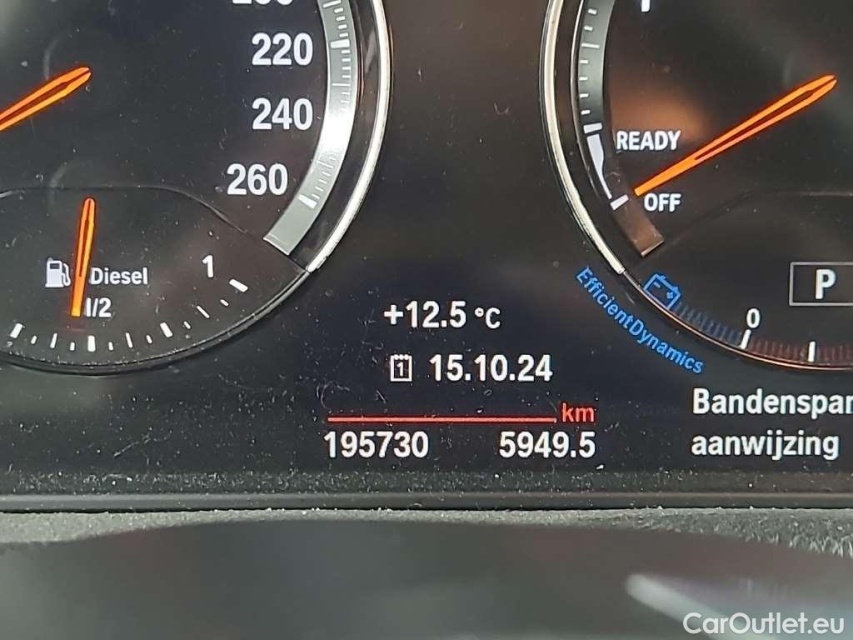 220
240
260
READY
OFF
Diesel
1/2
1
P
0
EfficientDynamics
+12.5 °C
1 15.10.24
km
195730 5949.5
Bandenspan
aanwijzing
CarOutlet.eu